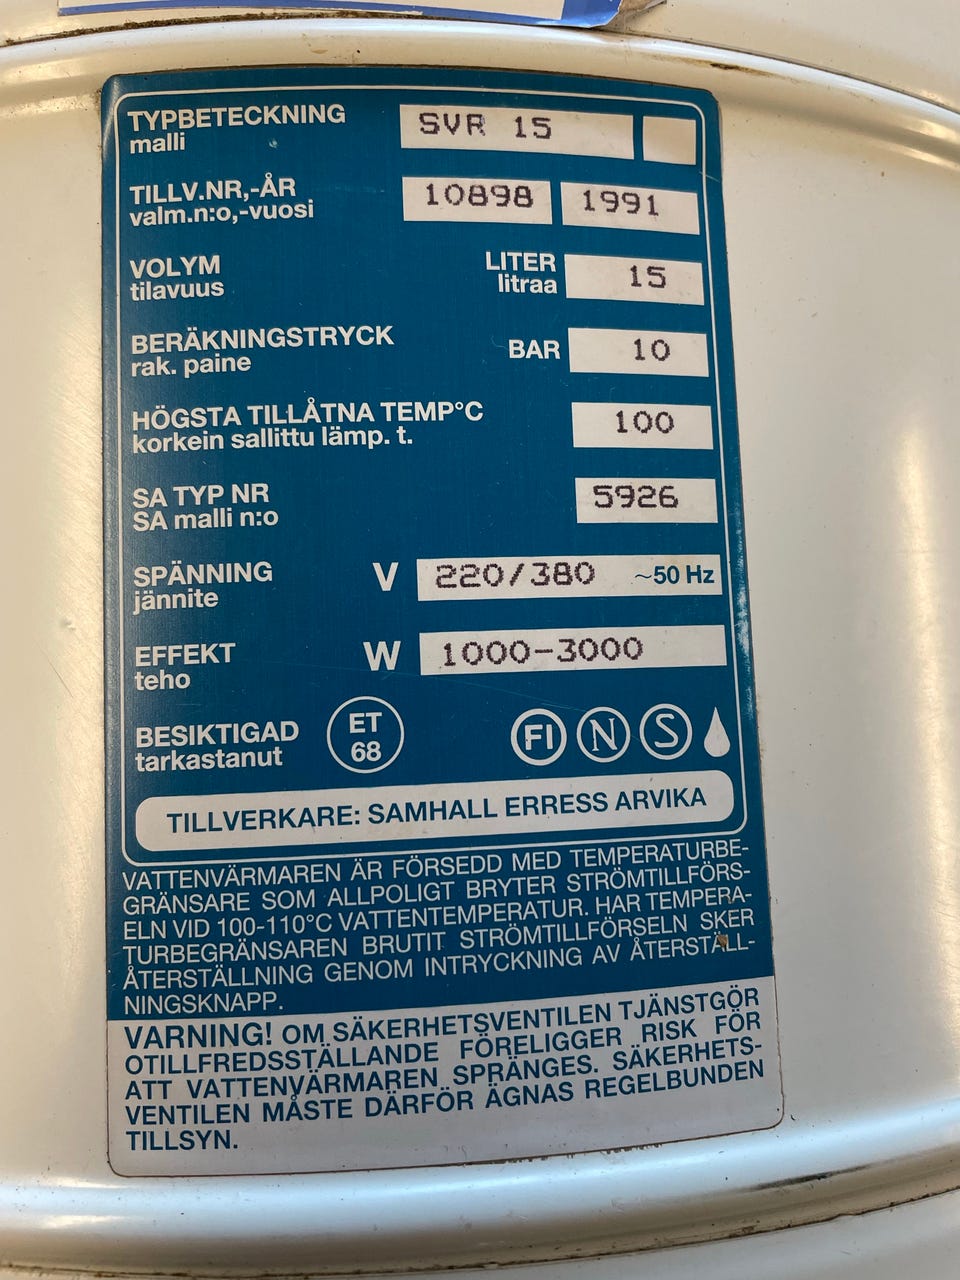 TYPBETECKNING SVR 15
malli
TILLV.NR,-ÅR 10898 1991
valm.n:o,-vuosi
VOLYM LITER 15
tilavuus litraa
BERÄKNINGSTRYCK BAR 10
rak. paine
HÖGSTA TILLÅTNA TEMP°C 100
korkein sallittu lämp. t.
SA TYP NR 5926
SA malli n:o
SPÄNNING V 220/380 ~50 Hz
jännite
EFFEKT W 1000-3000
teho
BESIKTIGAD ET 68 FI N S
tarkastanut
TILLVERKARE: SAMHALL ERRESS ARVIKA
VATTENVÄRMAREN ÄR FÖRSEDD MED TEMPERATURBE-
GRÄNSARE SOM ALLPOLIGT BRYTER STRÖMTILLFÖRS-
ELN VID 100-110°C VATTENTEMPERATUR. HAR TEMPERA-
TURBEGRÄNSAREN BRUTIT STRÖMTILLFÖRSELN SKER
ÅTERSTÄLLNING GENOM INTRYCKNING AV ÅTERSTÄLL-
NINGSKNAPP.
VARNING! OM SÄKERHETSVENTILEN TJÄNSTGÖR
OTILLFREDSSTÄLLANDE FÖRELIGGER RISK FÖR
ATT VATTENVÄRMAREN SPRÄNGES. SÄKERHETS-
VENTILEN MÅSTE DÄRFÖR ÄGNAS REGELBUNDEN
TILLSYN.